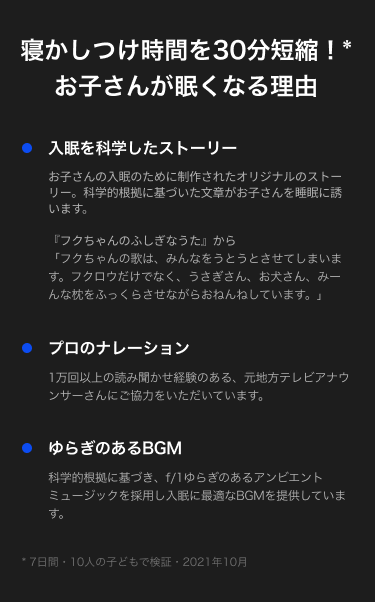 寝かしつけ時間を30分短縮！*
お子さんが眠くなる理由
入眠を科学したストーリー
お子さんの入眠のために制作されたオリジナルのストー
リー。科学的根拠に基づいた文章がお子さんを睡眠に誘
います。
『フクちゃんのふしぎなうた』から
「フクちゃんの歌は、みんなをうとうとさせてしまいま
す。フクロウだけでなく、うさぎさん、お犬さん、みー
んな枕をふっくらさせながらおねんねしています。」
プロのナレーション
1万回以上の読み聞かせ経験のある、元地方テレビアナウ
ンサーさんにご協力をいただいています。
ゆらぎのあるBGM
科学的根拠に基づき、f/1ゆらぎのあるアンビエント
ミュージックを採用し入眠に最適なBGMを提供していま
す。
* 7日間・10人の子どもで検証・2021年10月